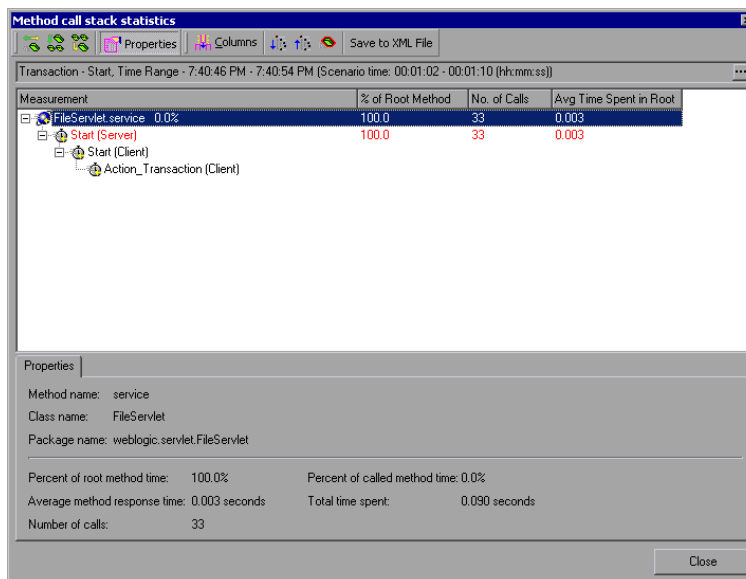 Method call stack statistics
Properties Columns Save to XML File
Transaction - Start, Time Range - 7:40:46 PM - 7:40:54 PM (Scenario time: 00:01:02 - 00:01:10 (hh:mm:ss)) ...
Measurement % of Root Method No. of Calls Avg Time Spent in Root
FileServlet.service 0.0% 100.0 33 0.003
Start (Server) 100.0 33 0.003
Start (Client)
Action_Transaction (Client)
Properties
Method name: service
Class name: FileServlet
Package name: weblogic.servlet.FileServlet
Percent of root method time: 100.0% Percent of called method time: 0.0%
Average method response time: 0.003 seconds Total time spent: 0.090 seconds
Number of calls: 33
Close